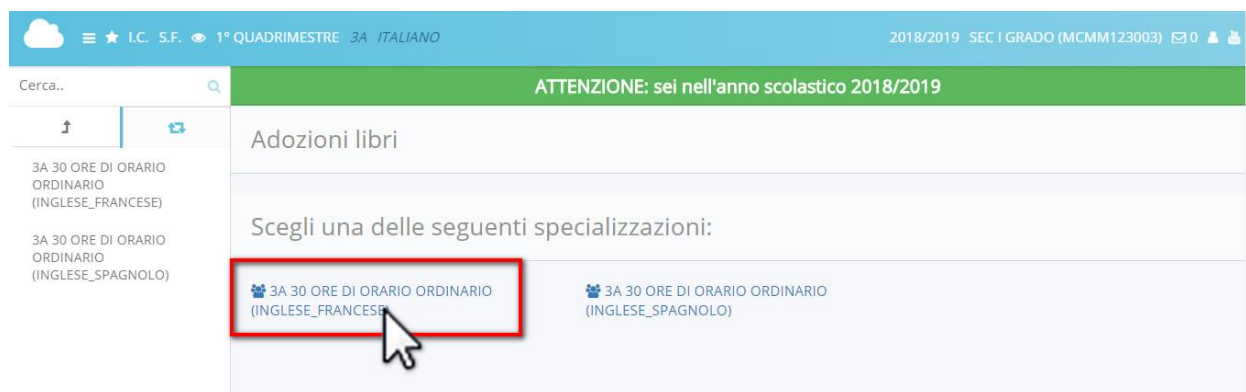 I.C. S.F. 1° QUADRIMESTRE 3A ITALIANO 2018/2019 SEC I GRADO (MCMM123003) 0
Cerca..
ATTENZIONE: sei nell'anno scolastico 2018/2019
Adozioni libri
3A 30 ORE DI ORARIO
ORDINARIO
(INGLESE_FRANCESE)
3A 30 ORE DI ORARIO
ORDINARIO
(INGLESE_SPAGNOLO)
Scegli una delle seguenti specializzazioni:
3A 30 ORE DI ORARIO ORDINARIO
(INGLESE_FRANCESE)
3A 30 ORE DI ORARIO ORDINARIO
(INGLESE_SPAGNOLO)